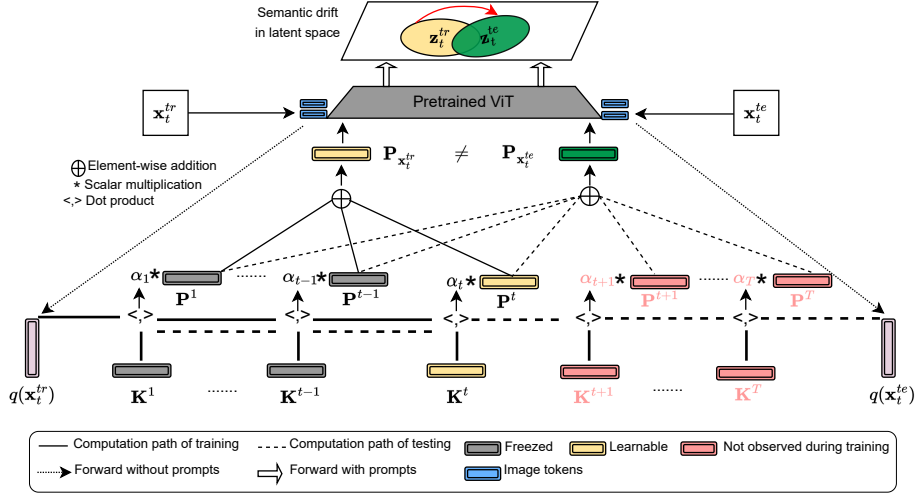 Semantic drift
in latent space
z_t^{tr} z_t^{te}
Pretrained ViT
x_t^{tr} x_t^{te}
P_{x_t^{tr}} ≠ P_{x_t^{te}}
⊕ Element-wise addition
* Scalar multiplication
<,> Dot product
α_1 * ........ α_{t−1} * α_t * α_{t+1} * ........ α_T *
P^1 P^{t−1} P^t P^{t+1} P^T
<,> <,> <,> <,> <,>
q(x_t^{tr}) K^1 ........ K^{t−1} K^t K^{t+1} ........ K^T q(x_t^{te})
Computation path of training Computation path of testing Freezed Learnable Not observed during training
Forward without prompts Forward with prompts Image tokens